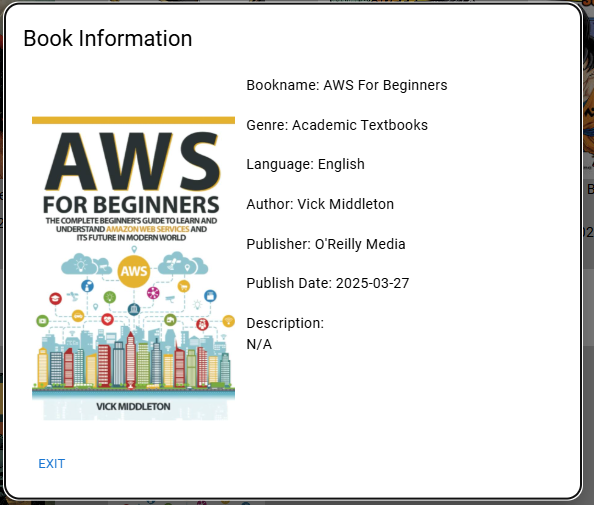 Book Information
Bookname: AWS For Beginners
Genre: Academic Textbooks
Language: English
Author: Vick Middleton
Publisher: O'Reilly Media
Publish Date: 2025-03-27
Description:
N/A
AWS
FOR BEGINNERS
THE COMPLETE BEGINNER'S GUIDE TO LEARN AND
UNDERSTAND AMAZON WEB SERVICES AND
ITS FUTURE IN MODERN WORLD
AWS
VICK MIDDLETON
EXIT